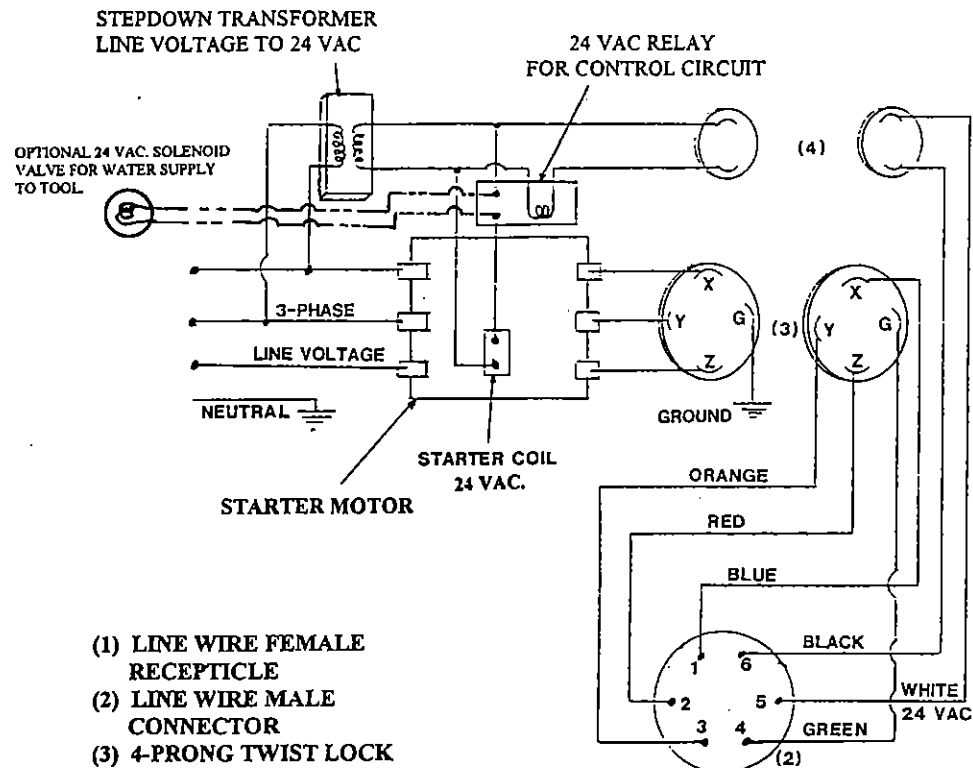 STEPDOWN TRANSFORMER
LINE VOLTAGE TO 24 VAC
24 VAC RELAY
FOR CONTROL CIRCUIT
OPTIONAL 24 VAC. SOLENOID
VALVE FOR WATER SUPPLY
TO TOOL
(4)
3-PHASE
LINE VOLTAGE
NEUTRAL
X
Y
G
Z
(3)
X
Y
G
Z
GROUND
STARTER COIL
24 VAC.
STARTER MOTOR
ORANGE
RED
BLUE
BLACK
WHITE
24 VAC
GREEN
1
6
2
5
3
4
(2)
(1) LINE WIRE FEMALE
RECEPTICLE
(2) LINE WIRE MALE
CONNECTOR
(3) 4-PRONG TWIST LOCK